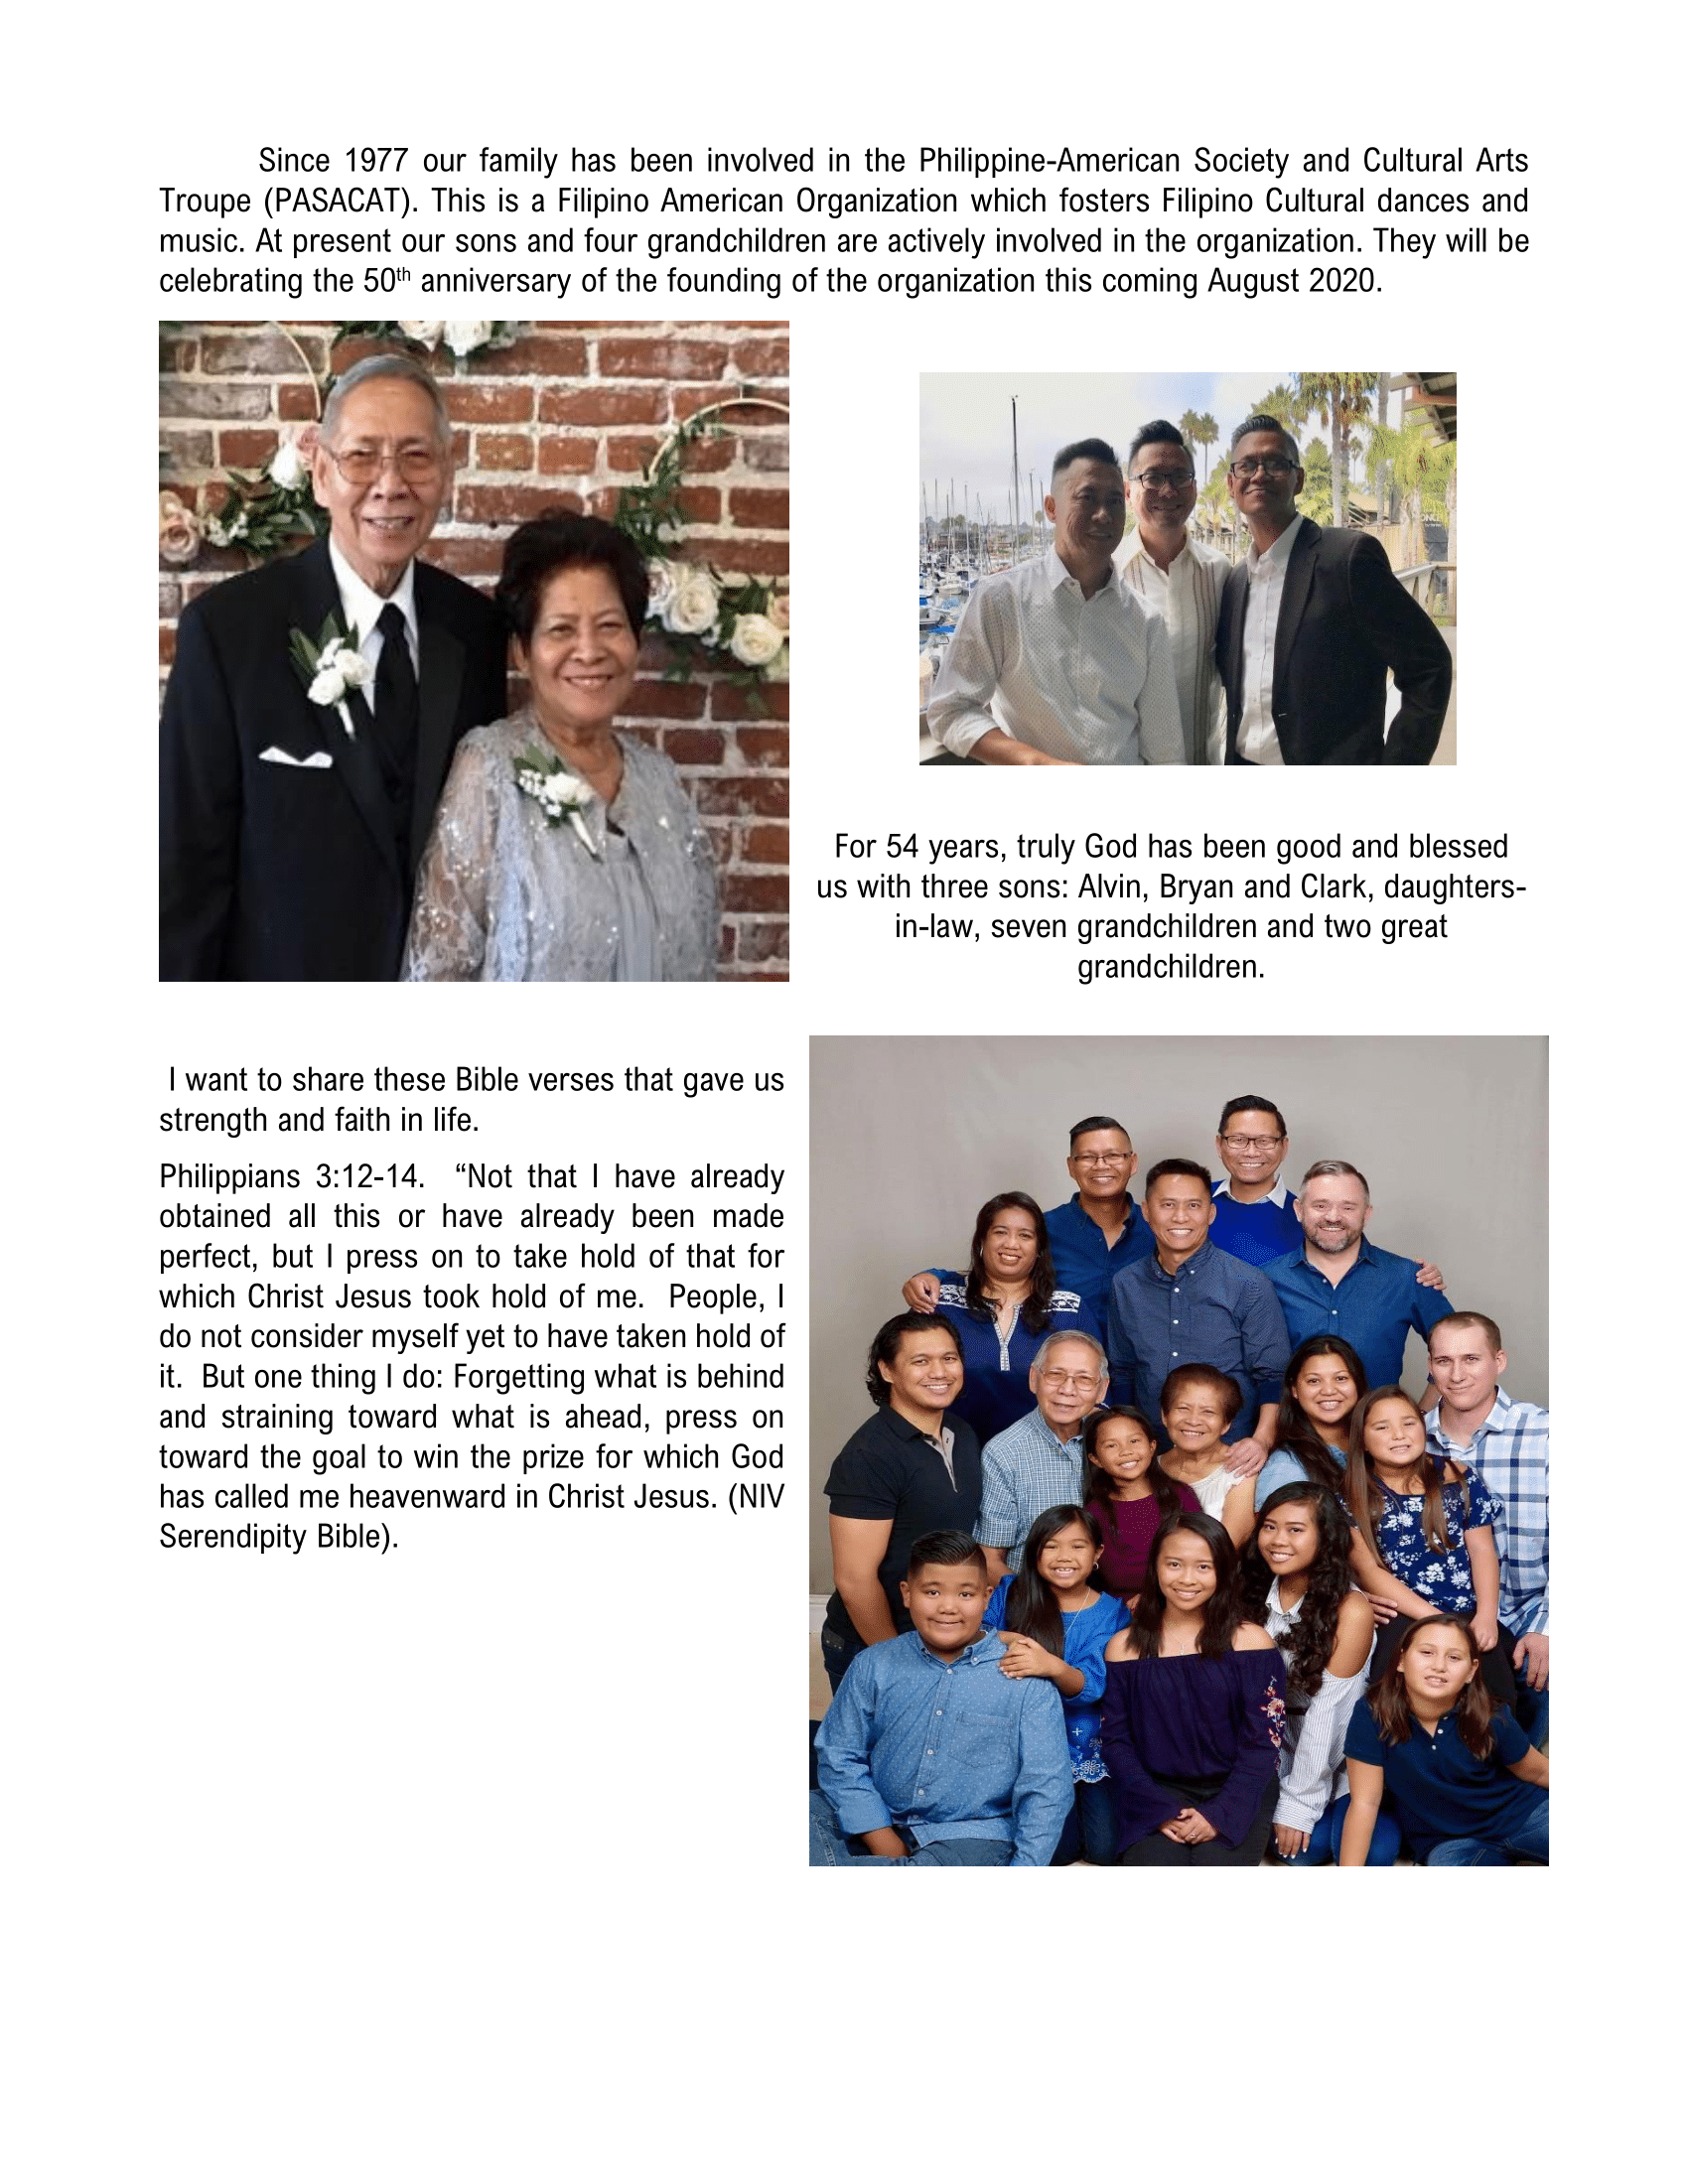 Since 1977 our family has been involved in the Philippine-American Society and Cultural Arts
Troupe (PASACAT). This is a Filipino American Organization which fosters Filipino Cultural dances and
music. At present our sons and four grandchildren are actively involved in the organization. They will be
celebrating the 50th anniversary of the founding of the organization this coming August 2020.
For 54 years, truly God has been good and blessed
us with three sons: Alvin, Bryan and Clark, daughters-
in-law, seven grandchildren and two great
grandchildren.
I want to share these Bible verses that gave us
strength and faith in life.
Philippians 3:12-14. “Not that I have already
obtained all this or have already been made
perfect, but I press on to take hold of that for
which Christ Jesus took hold of me. People, I
do not consider myself yet to have taken hold of
it. But one thing I do: Forgetting what is behind
and straining toward what is ahead, press on
toward the goal to win the prize for which God
has called me heavenward in Christ Jesus. (NIV
Serendipity Bible).